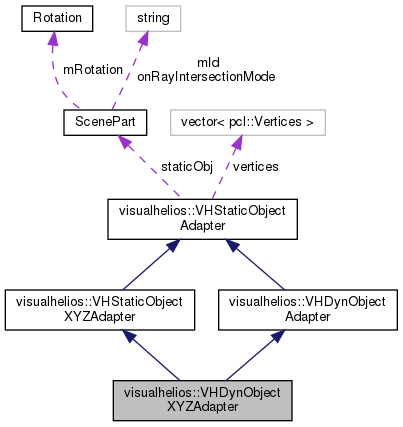 Rotation
string
mRotation
mId
onRayIntersectionMode
ScenePart
vector< pcl::Vertices >
staticObj
vertices
visualhelios::VHStaticObject
Adapter
visualhelios::VHStaticObject
XYZAdapter
visualhelios::VHDynObject
Adapter
visualhelios::VHDynObject
XYZAdapter